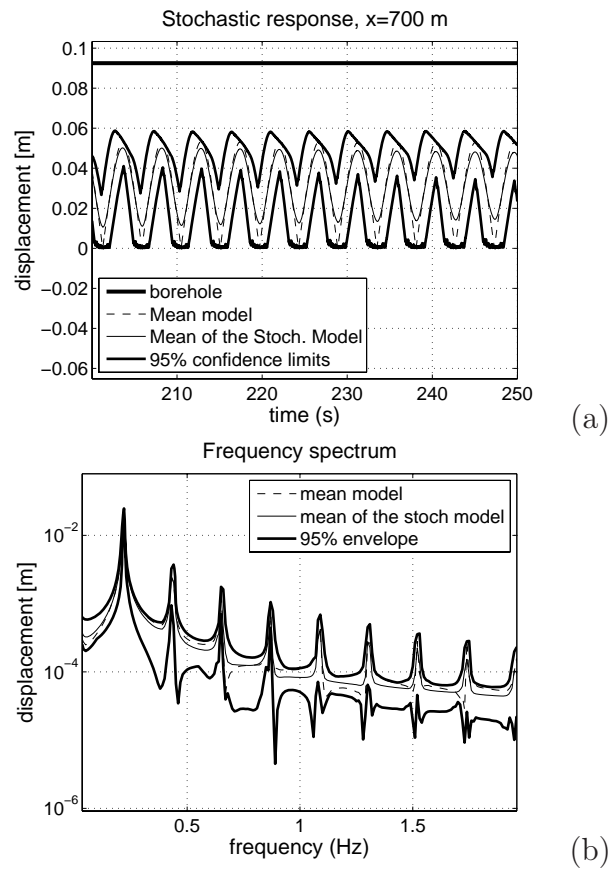 Stochastic response, x=700 m
displacement [m]
0.1
0.08
0.06
0.04
0.02
0
−0.02
−0.04
−0.06
borehole
Mean model
Mean of the Stoch. Model
95% confidence limits
210 220 230 240 250
time (s)
(a)
Frequency spectrum
displacement [m]
10−2
10−4
10−6
mean model
mean of the stoch model
95% envelope
0.5 1 1.5
frequency (Hz)
(b)